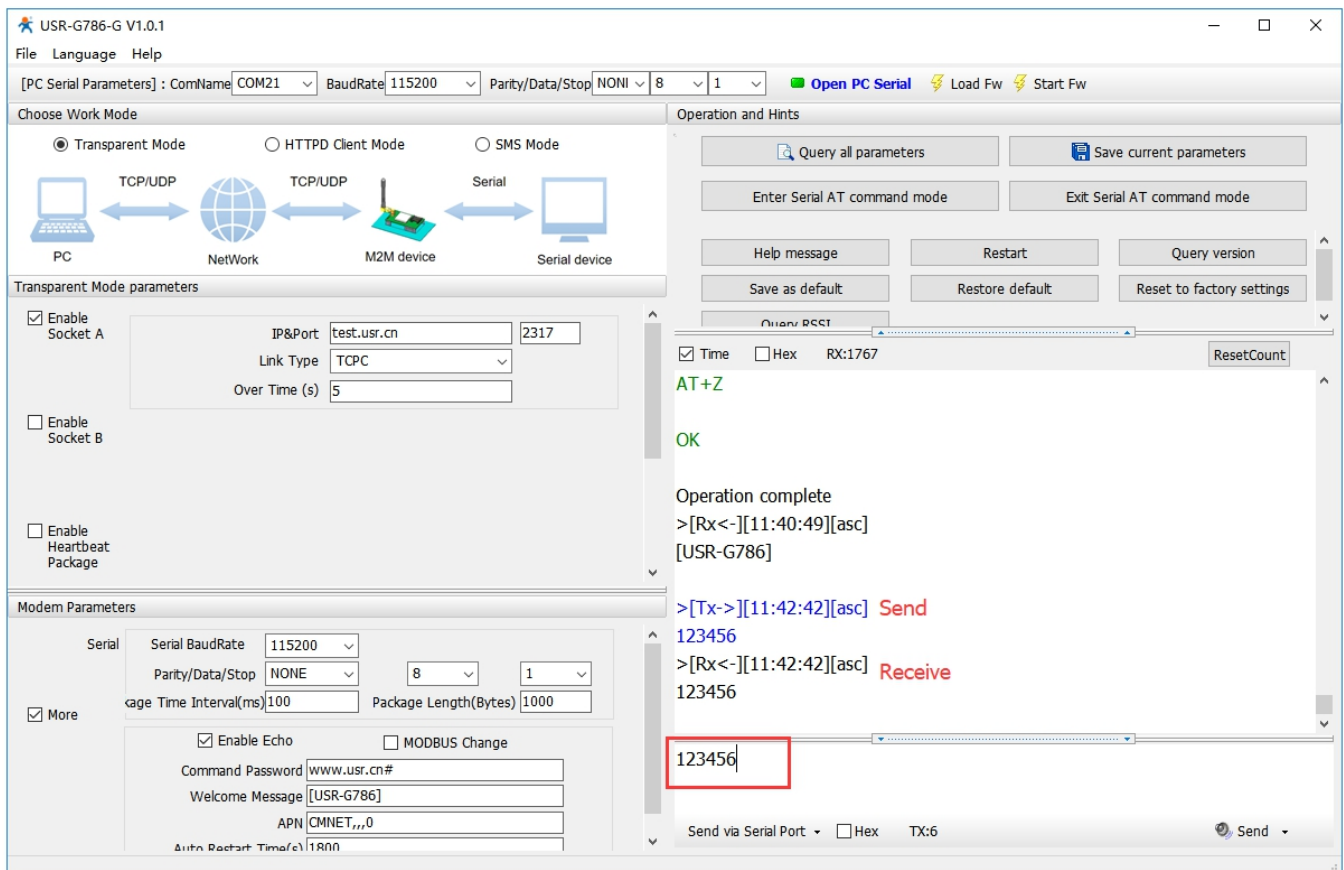 USR-G786-G V1.0.1
File Language Help
[PC Serial Parameters] : ComName COM21 BaudRate 115200 Parity/Data/Stop NONI 8 1 Open PC Serial Load Fw Start Fw
Choose Work Mode
Transparent Mode HTTPD Client Mode SMS Mode
TCP/UDP TCP/UDP Serial
PC NetWork M2M device Serial device
Transparent Mode parameters
Enable Socket A
IP&Port test.usr.cn 2317
Link Type TCPC
Over Time (s) 5
Enable
Socket B
Enable
Heartbeat
Package
Modem Parameters
Serial Serial BaudRate 115200
Parity/Data/Stop NONE 8 1
kage Time Interval(ms) 100 Package Length(Bytes) 1000
More
Enable Echo MODBUS Change
Command Password www.usr.cn#
Welcome Message [USR-G786]
APN CMNET,,,0
Auto Restart Time(s) 1800
Operation and Hints
Query all parameters Save current parameters
Enter Serial AT command mode Exit Serial AT command mode
Help message Restart Query version
Save as default Restore default Reset to factory settings
Query RSSI
Time Hex RX:1767 ResetCount
AT+Z
OK
Operation complete
>[Rx<-][11:40:49][asc]
[USR-G786]
>[Tx->][11:42:42][asc] Send
123456
>[Rx<-][11:42:42][asc] Receive
123456
123456
Send via Serial Port Hex TX:6 Send